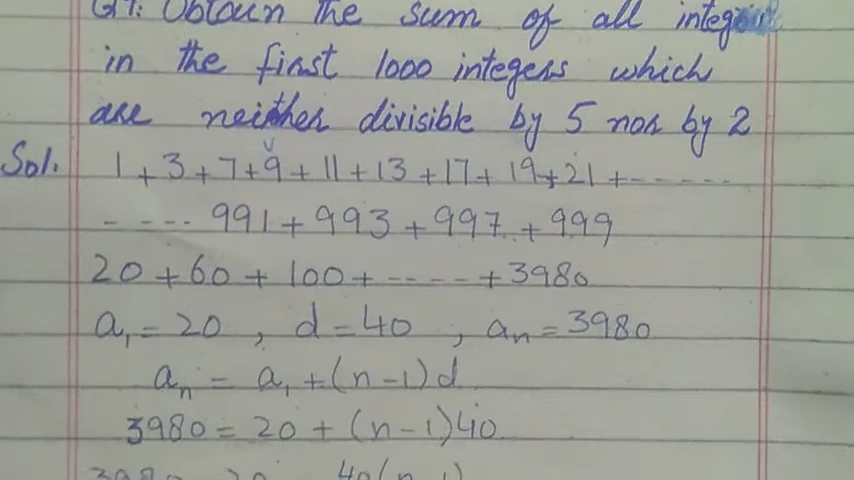 Q7. Obtain the sum of all
in the first 1000 integers which
are neither divisible by 5 nor by 2
Sol. 1 + 3 + 7 + 9 + 11 + 13 + 17 + 19 + 21 + ------
---- 991 + 993 + 997 + 999
20 + 60 + 100 + ----- + 3980
a₁ = 20 , d = 40 , aₙ = 3980
aₙ = a₁ + (n-1)d
3980 = 20 + (n-1)40